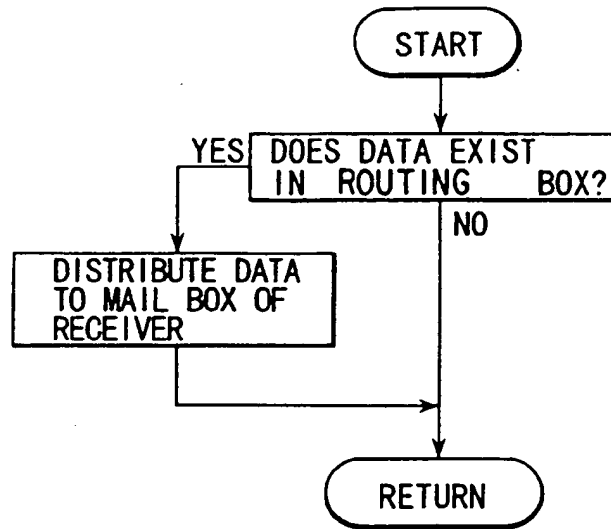 START
YES
DOES DATA EXIST
IN ROUTING BOX?
NO
DISTRIBUTE DATA
TO MAIL BOX OF
RECEIVER
RETURN